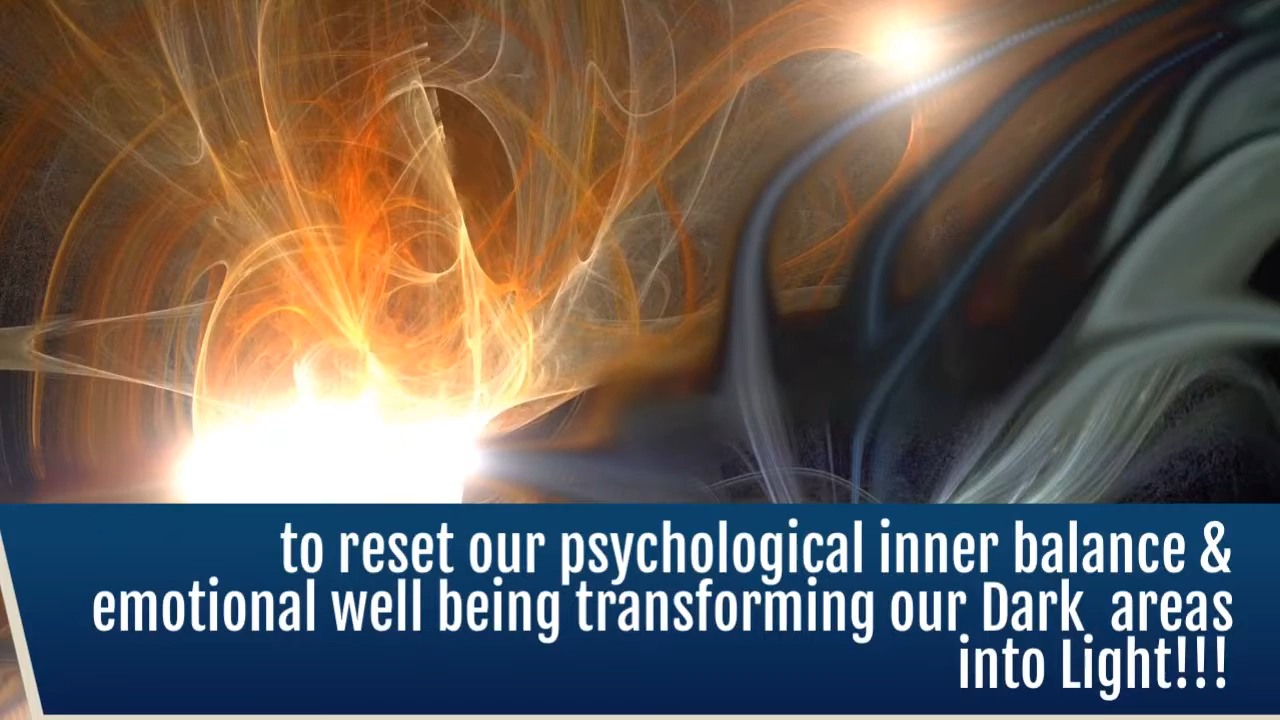 to reset our psychological inner balance &
emotional well being transforming our Dark  areas
into Light!!!